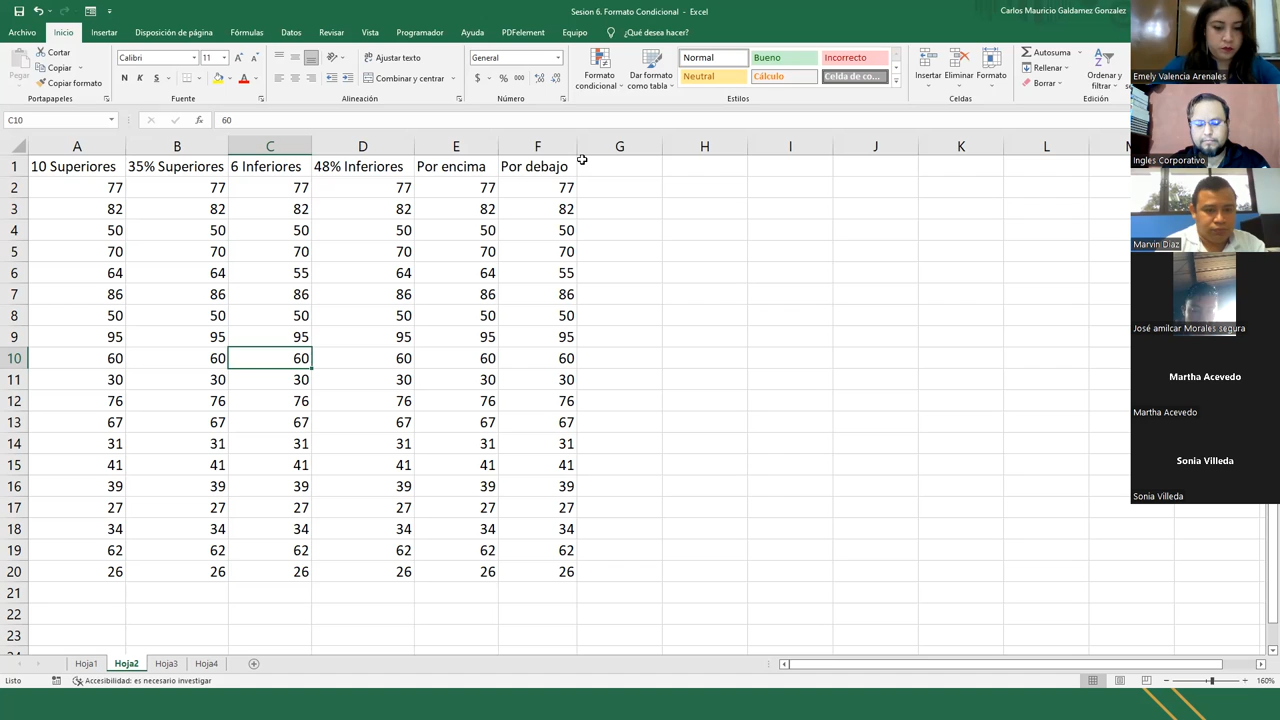 Sesion 6. Formato Condicional - Excel
Carlos Mauricio Galdamez Gonzalez
Archivo Inicio Insertar Disposición de página Fórmulas Datos Revisar Vista Programador Ayuda PDFelement Equipo ¿Qué desea hacer?
Pegar
Cortar
Copiar
Copiar formato
Portapapeles
Calibri 11
N K S
Fuente
Ajustar texto
Combinar y centrar
Alineación
General
$ % 000
Número
Formato condicional
Dar formato como tabla
Normal Bueno Incorrecto
Neutral Cálculo Celda de co...
Estilos
Insertar Eliminar Formato
Celdas
Autosuma
Rellenar
Borrar
Ordenar y
Edición
C10 fx 60
A B C D E F G H I J K L
1 10 Superiores 35% Superiores 6 Inferiores 48% Inferiores Por encima Por debajo
2 77 77 77 77 77 77
3 82 82 82 82 82 82
4 50 50 50 50 50 50
5 70 70 70 70 70 70
6 64 64 55 64 64 55
7 86 86 86 86 86 86
8 50 50 50 50 50 50
9 95 95 95 95 95 95
10 60 60 60 60 60 60
11 30 30 30 30 30 30
12 76 76 76 76 76 76
13 67 67 67 67 67 67
14 31 31 31 31 31 31
15 41 41 41 41 41 41
16 39 39 39 39 39 39
17 27 27 27 27 27 27
18 34 34 34 34 34 34
19 62 62 62 62 62 62
20 26 26 26 26 26 26
21
22
23
Hoja1 Hoja2 Hoja3 Hoja4
Listo Accesibilidad: es necesario investigar
160%
Emely Valencia Arenales
Ingles Corporativo
Marvin Diaz
José amilcar Morales segura
Martha Acevedo
Martha Acevedo
Sonia Villeda
Sonia Villeda